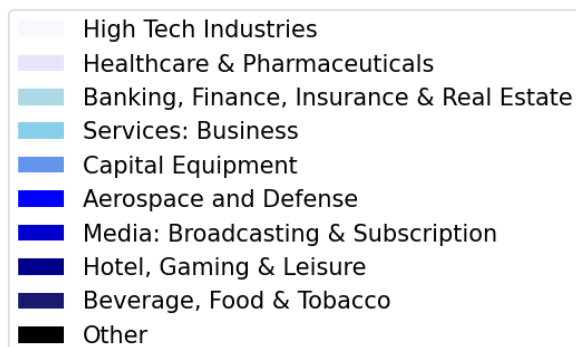 High Tech Industries
Healthcare & Pharmaceuticals
Banking, Finance, Insurance & Real Estate
Services: Business
Capital Equipment
Aerospace and Defense
Media: Broadcasting & Subscription
Hotel, Gaming & Leisure
Beverage, Food & Tobacco
Other